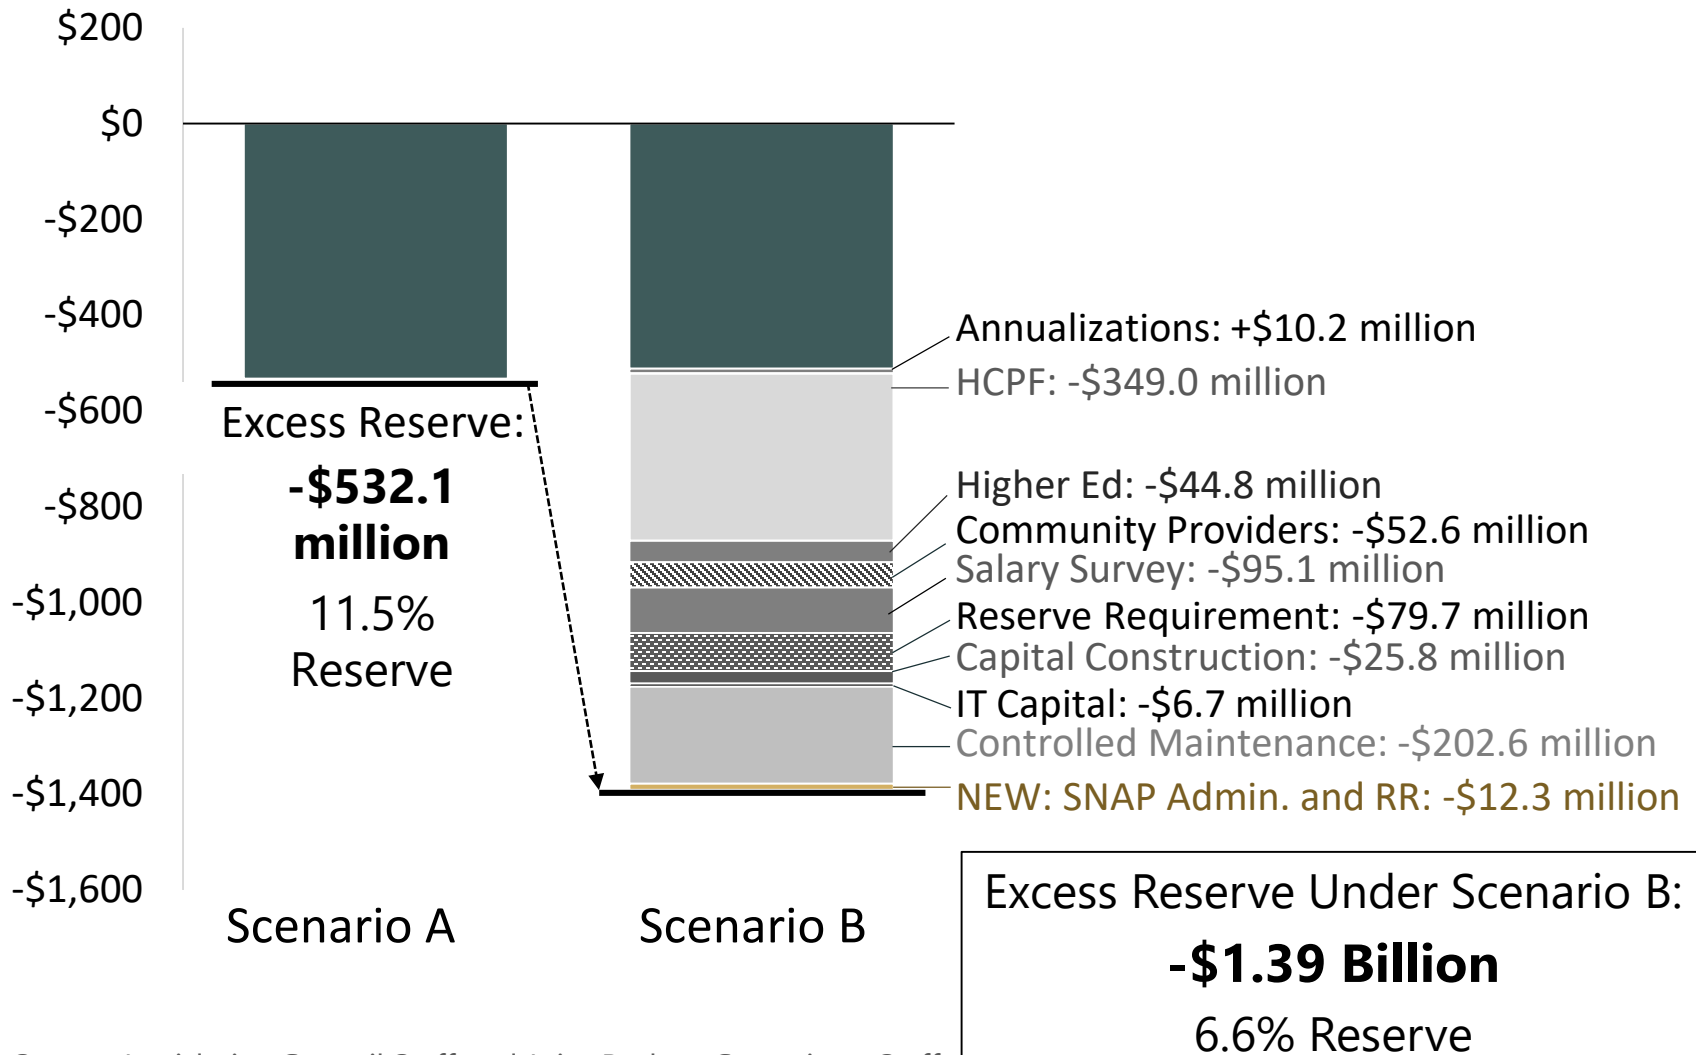 $200
$0
-$200
-$400
-$600
-$800
-$1,000
-$1,200
-$1,400
-$1,600
Excess Reserve:
-$532.1
million
11.5%
Reserve
Annualizations: +$10.2 million
HCPF: -$349.0 million
Higher Ed: -$44.8 million
Community Providers: -$52.6 million
Salary Survey: -$95.1 million
Reserve Requirement: -$79.7 million
Capital Construction: -$25.8 million
IT Capital: -$6.7 million
Controlled Maintenance: -$202.6 million
NEW: SNAP Admin. and RR: -$12.3 million
Scenario A
Scenario B
Excess Reserve Under Scenario B:
-$1.39 Billion
6.6% Reserve